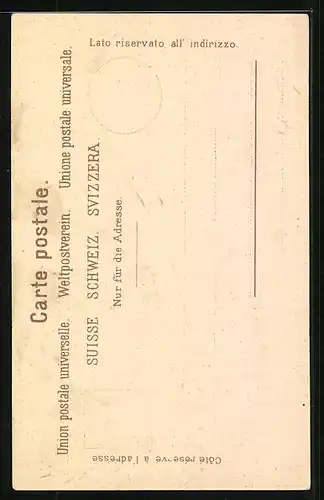 Carte postale.
Union postale universelle. Weltpostverein. Unione postale universale.
SUISSE SCHWEIZ. SVIZZERA.
Nur für die Adresse.
Côté réservé à l'adresse
Lato riservato all' indirizzo.